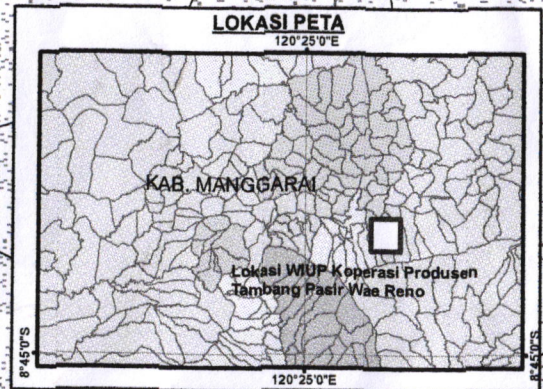 LOKASI PETA
120°25'0"E
KAB. MANGGARAI
Lokasi WIUP Koperasi Produsen
Tambang Pasir Wae Reno
8°45'0"S
8°45'0"S
120°25'0"E